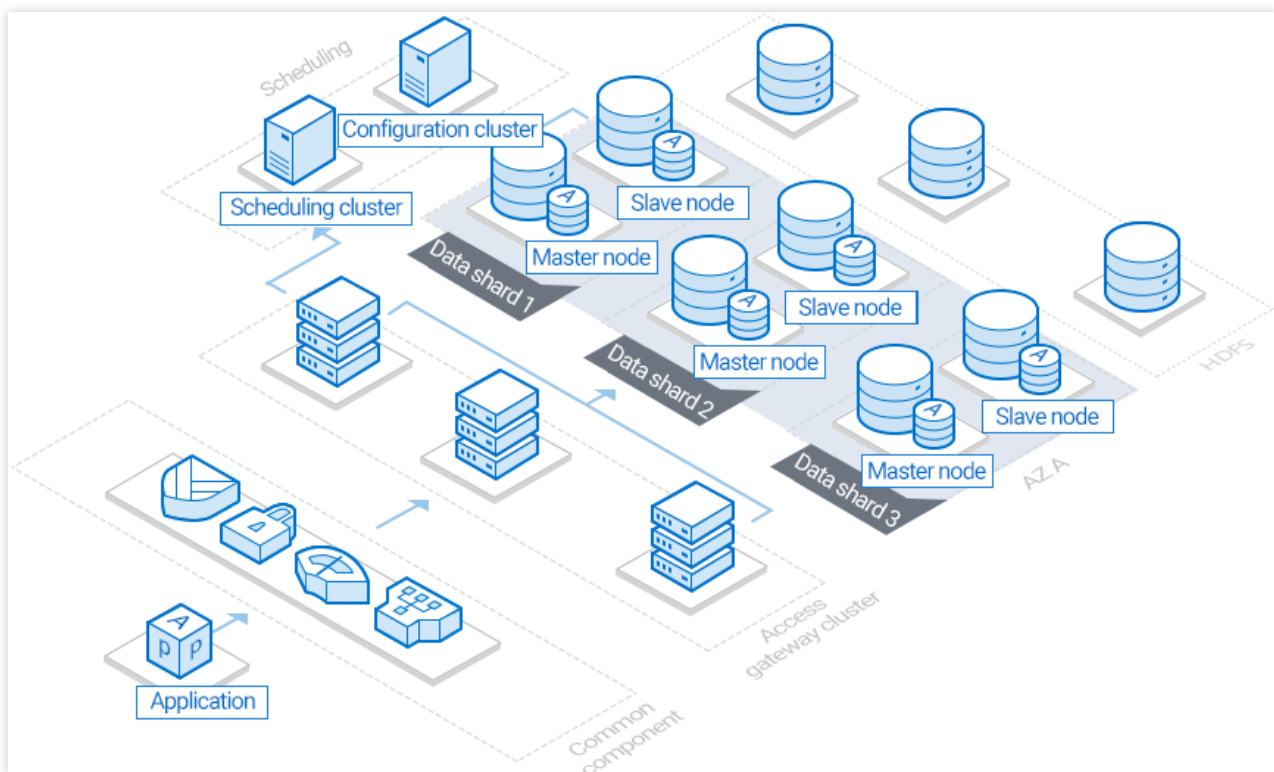 Scheduling
Configuration cluster
Scheduling cluster
A
Slave node
A
Master node
Data shard 1
A
Slave node
A
Master node
Data shard 2
A
Slave node
A
Master node
Data shard 3
HDFS
AZ A
Access
gateway cluster
A
p p
Application
Common
component